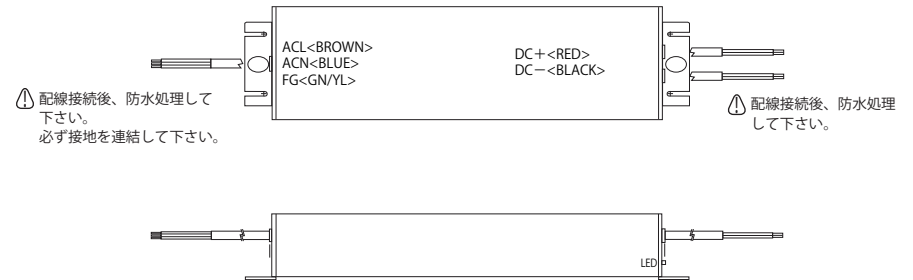 ACL<BROWN>
ACN<BLUE>
FG<GN/YL>
DC＋<RED>
DC－<BLACK>
配線接続後、防水処理して
下さい。
必ず接地を連結して下さい。
配線接続後、防水処理
して下さい。
LED